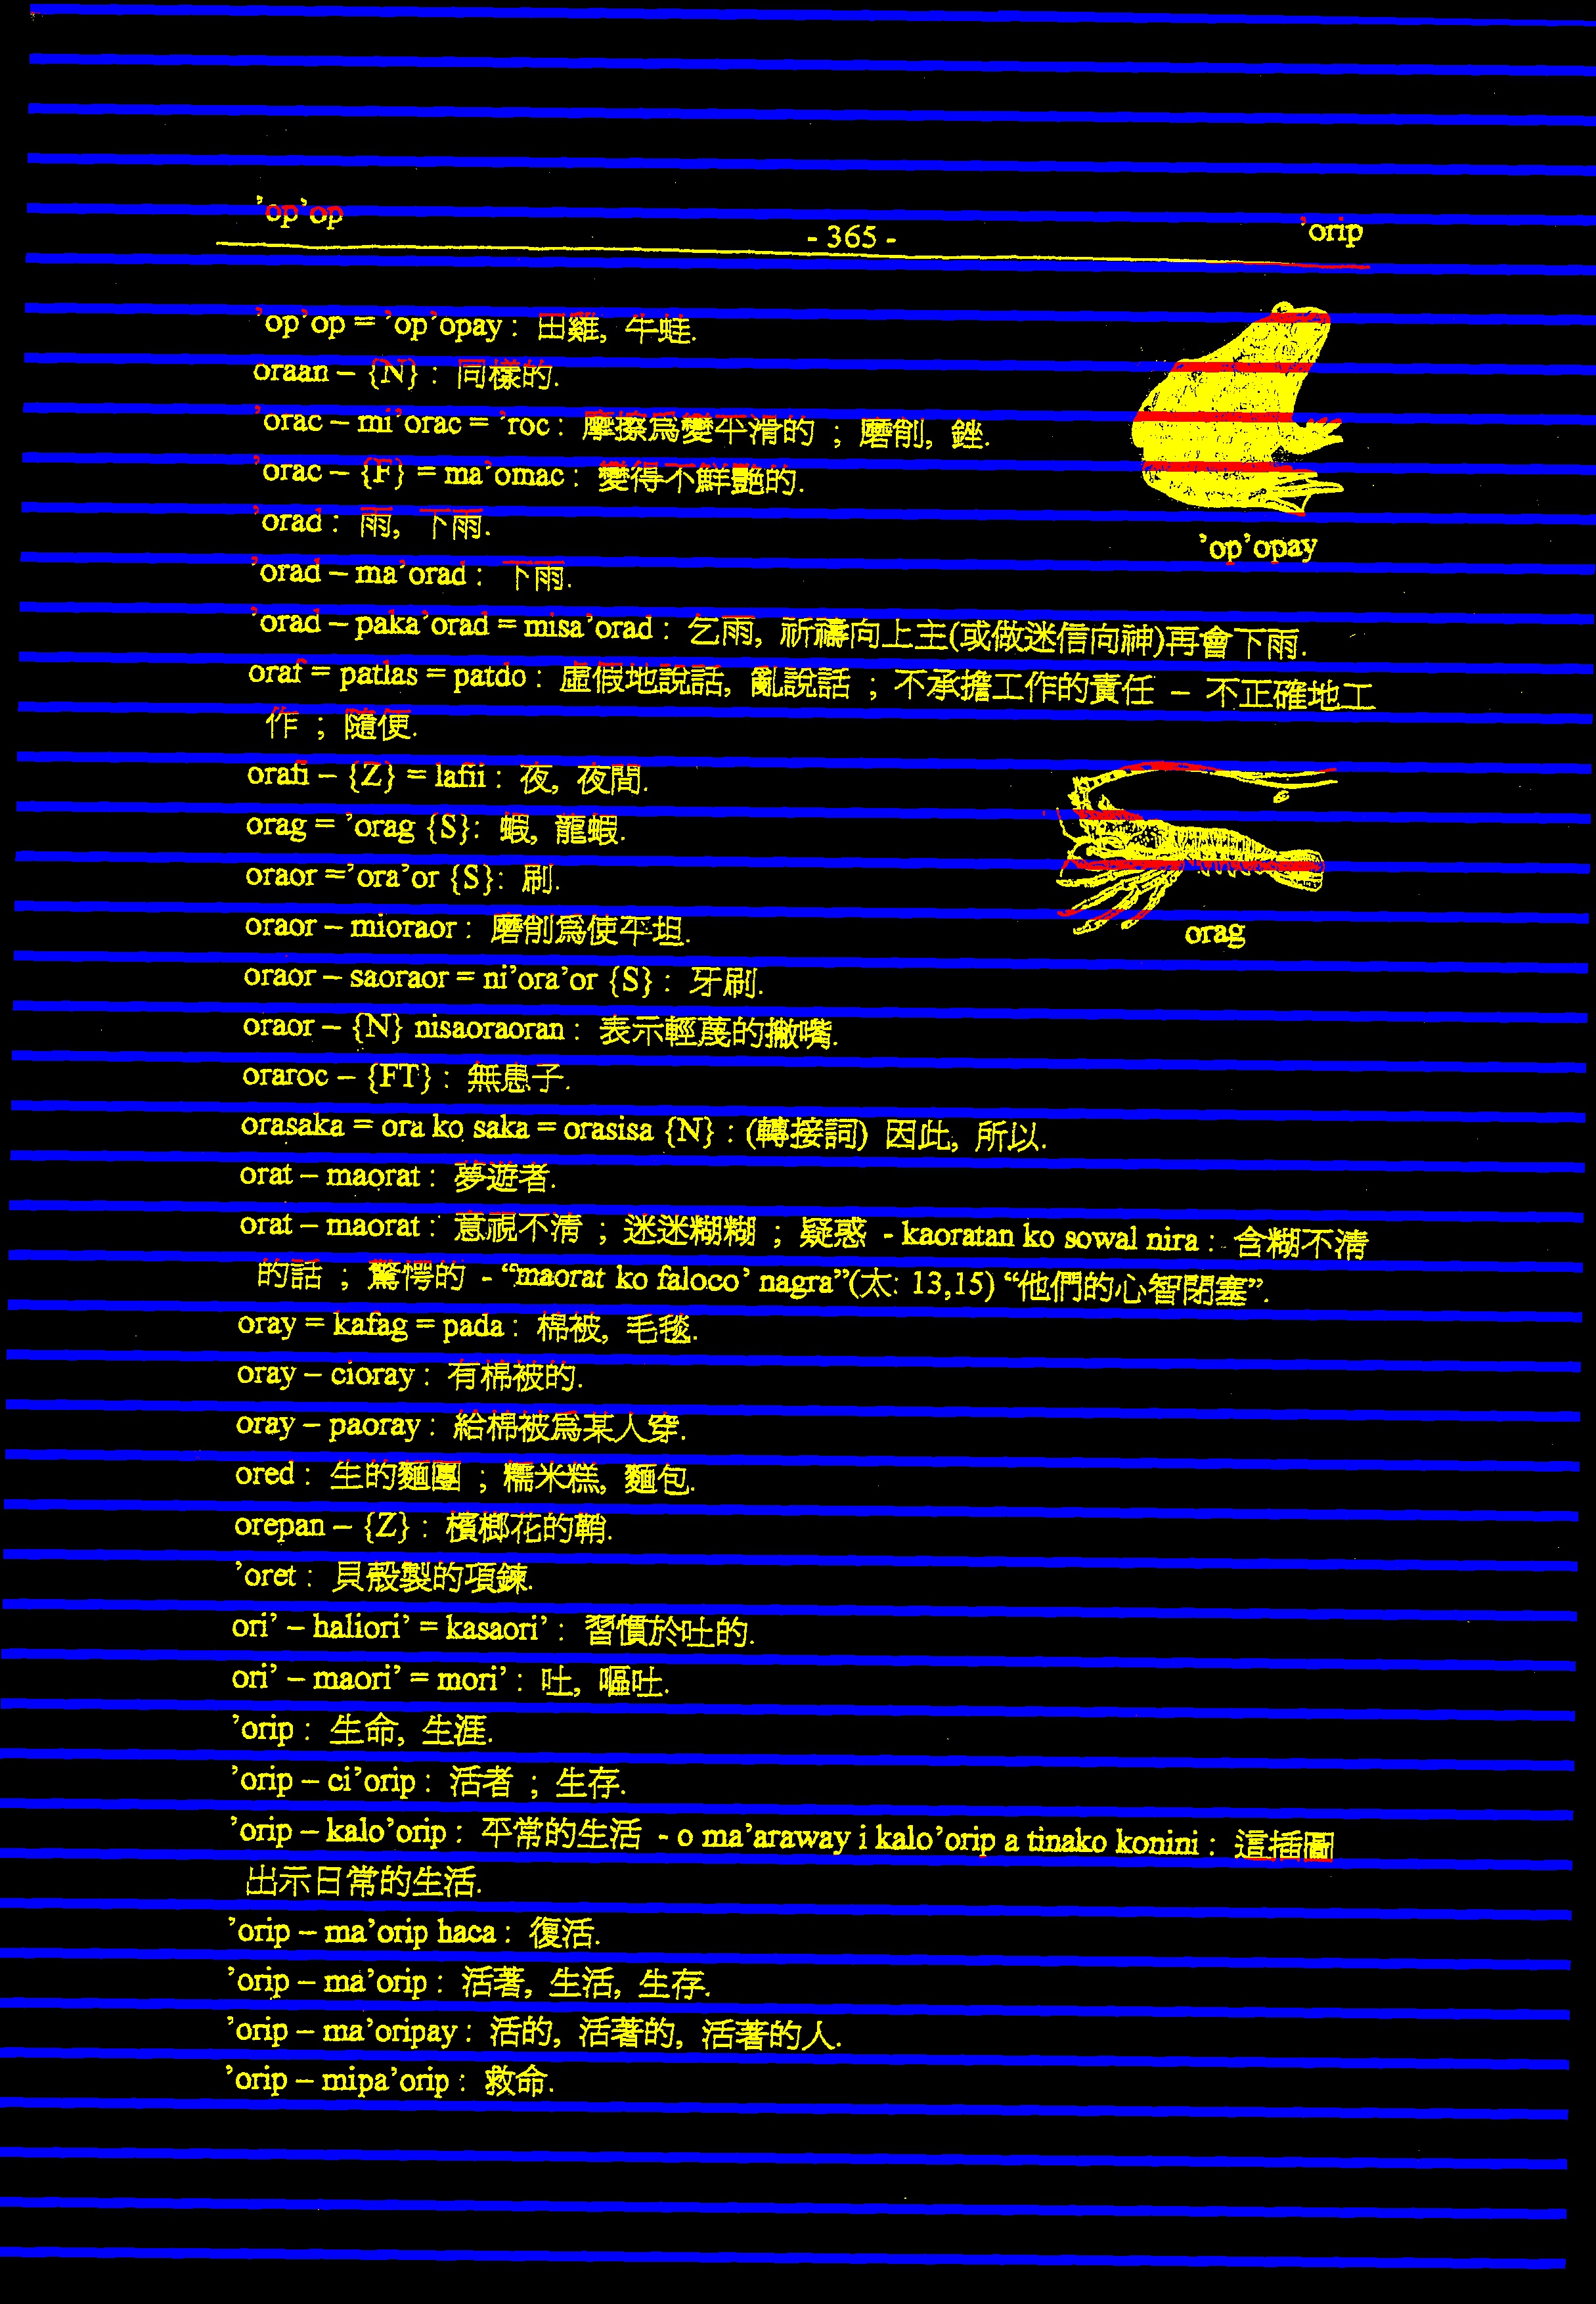 'op'op
- 365 -
'orip
'op'op = 'op'opay : 田雞, 牛蛙.
oraan – {N} : 同樣的.
'orac – mi'orac = 'roc : 摩擦爲變平滑的 ; 磨削, 銼.
'orac – {F} = ma'omac : 變得不鮮艷的.
'orad : 雨, 下雨.
'op'opay
'orad – ma'orad : 下雨.
'orad – paka'orad = misa'orad : 乞雨, 祈禱向上主(或做迷信向神)再會下雨.
oraf = patlas = patdo : 虛假地說話, 亂說話 ; 不承擔工作的責任 – 不正確地工
作 ; 隨便.
orafi – {Z} = lafii : 夜, 夜間.
orag = 'orag {S}: 蝦, 龍蝦.
oraor ='ora'or {S}: 刷.
oraor – mioraor : 磨削爲使平坦.
orag
oraor – saoraor = ni'ora'or {S} : 牙刷.
oraor – {N} nisaoraoran : 表示輕蔑的撇嘴.
oraroc – {FT} : 無患子.
orasaka = ora ko saka = orasisa {N} : (轉接詞) 因此, 所以.
orat – maorat : 夢遊者.
orat – maorat : 意視不清 ; 迷迷糊糊 ; 疑惑 - kaoratan ko sowal nira : 含糊不清
的話 ; 驚愕的 - “maorat ko faloco' nagra”(太: 13,15) “他們的心智閉塞”.
oray = kafag = pada : 棉被, 毛毯.
oray – cioray : 有棉被的.
oray – paoray : 給棉被爲某人穿.
ored : 生的麵團 ; 糯米糕, 麵包.
orepan – {Z} : 檳榔花的鞘.
'oret : 貝殼製的項鍊.
ori' – haliori' = kasaori' : 習慣於吐的.
ori' – maori' = mori' : 吐, 嘔吐.
'orip : 生命, 生涯.
'orip – ci'orip : 活者 ; 生存.
'orip – kalo'orip : 平常的生活 - o ma'araway i kalo'orip a tinako konini : 這插圖
出示日常的生活.
'orip – ma'orip haca : 復活.
'orip – ma'orip : 活著, 生活, 生存.
'orip – ma'oripay : 活的, 活著的, 活著的人.
'orip – mipa'orip : 救命.